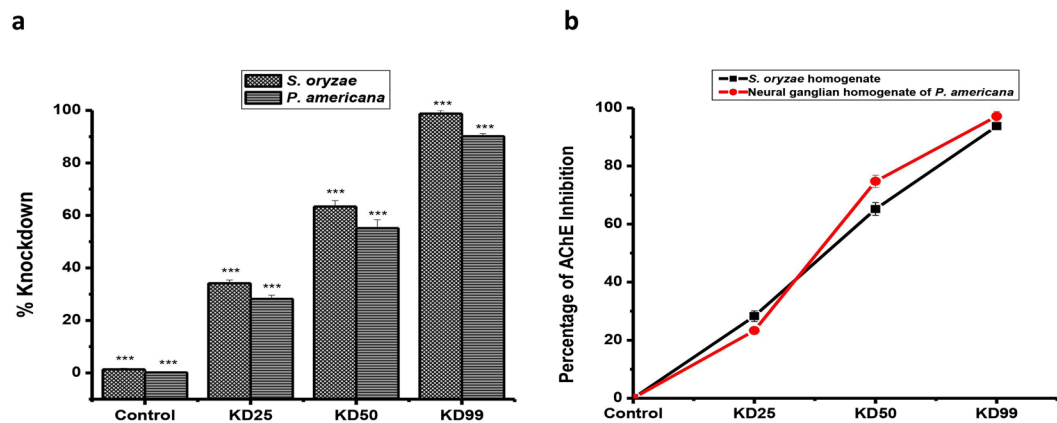 a
S. oryzae
P. americana
% Knockdown
100
80
60
40
20
0
***
***
***
***
***
***
***
***
Control
KD25
KD50
KD99
b
S. oryzae homogenate
Neural ganglian homogenate of P. americana
Percentage of AChE Inhibition
100
80
60
40
20
0
Control
KD25
KD50
KD99